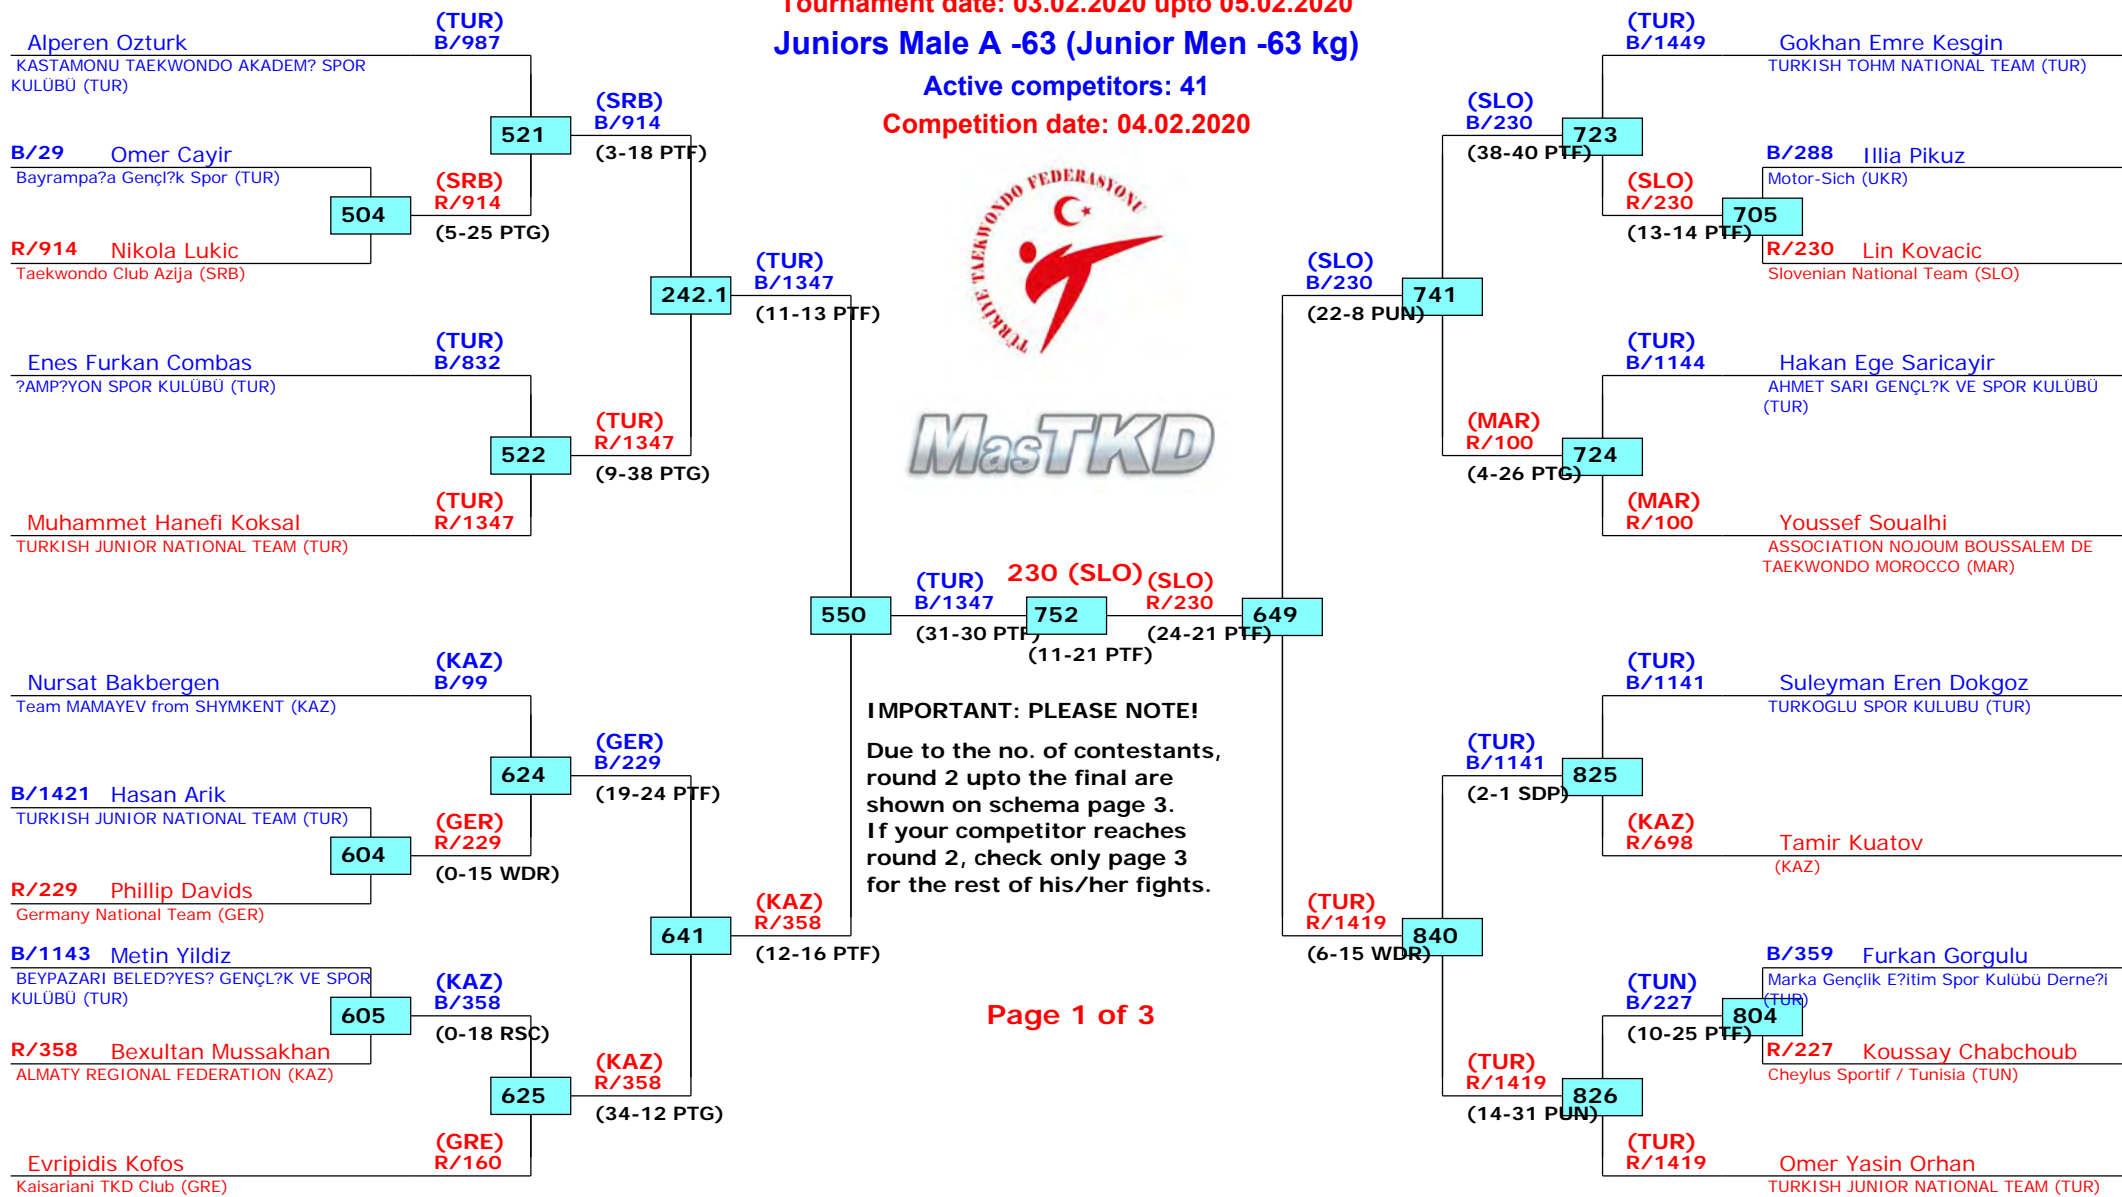 Tournament date: 03.02.2020 upto 05.02.2020
Juniors Male A -63 (Junior Men -63 kg)
Active competitors: 41
Competition date: 04.02.2020
(TUR)
Alperen Ozturk B/987
KASTAMONU TAEKWONDO AKADEM? SPOR
KULÜBÜ (TUR)
521
(SRB)
B/914
(3-18 PTF)
B/29 Omer Cayir
Bayrampa?a Gençl?k Spor (TUR)
504
(SRB)
R/914
(5-25 PTG)
R/914 Nikola Lukic
Taekwondo Club Azija (SRB)
242.1
(TUR)
B/1347
(11-13 PTF)
(TUR)
Enes Furkan Combas B/832
?AMP?YON SPOR KULÜBÜ (TUR)
522
(TUR)
R/1347
(9-38 PTG)
(TUR)
Muhammet Hanefi Koksal R/1347
TURKISH JUNIOR NATIONAL TEAM (TUR)
550
(TUR)
B/1347
(31-30 PTF)
(KAZ)
Nursat Bakbergen B/99
Team MAMAYEV from SHYMKENT (KAZ)
624
(GER)
B/229
(19-24 PTF)
B/1421 Hasan Arik
TURKISH JUNIOR NATIONAL TEAM (TUR)
604
(GER)
R/229
(0-15 WDR)
R/229 Phillip Davids
Germany National Team (GER)
641
(KAZ)
R/358
(12-16 PTF)
B/1143 Metin Yildiz
BEYPAZARI BELED?YES? GENÇL?K VE SPOR
KULÜBÜ (TUR)
605
(KAZ)
B/358
(0-18 RSC)
R/358 Bexultan Mussakhan
ALMATY REGIONAL FEDERATION (KAZ)
625
(KAZ)
R/358
(34-12 PTG)
(GRE)
Evripidis Kofos R/160
Kaisariani TKD Club (GRE)
TÜRKİYE TAEKWONDO FEDERASYONU
MasTKD
230 (SLO)
752
(11-21 PTF)
(SLO)
R/230
(24-21 PTF)
649
IMPORTANT: PLEASE NOTE!
Due to the no. of contestants,
round 2 upto the final are
shown on schema page 3.
If your competitor reaches
round 2, check only page 3
for the rest of his/her fights.
Page 1 of 3
(TUR)
B/1449 Gokhan Emre Kesgin
TURKISH TOHM NATIONAL TEAM (TUR)
(SLO)
B/230
723
(38-40 PTF)
B/288 Illia Pikuz
Motor-Sich (UKR)
(SLO)
R/230
705
(13-14 PTF)
R/230 Lin Kovacic
Slovenian National Team (SLO)
(SLO)
B/230
741
(22-8 PUN)
(TUR)
B/1144 Hakan Ege Saricayir
AHMET SARI GENÇL?K VE SPOR KULÜBÜ
(TUR)
(MAR)
R/100
724
(4-26 PTG)
(MAR)
R/100 Youssef Soualhi
ASSOCIATION NOJOUM BOUSSALEM DE
TAEKWONDO MOROCCO (MAR)
(TUR)
B/1141 Suleyman Eren Dokgoz
TURKOGLU SPOR KULUBU (TUR)
(TUR)
B/1141
825
(2-1 SDP)
(KAZ)
R/698 Tamir Kuatov
(KAZ)
(TUR)
R/1419
840
(6-15 WDR)
B/359 Furkan Gorgulu
Marka Gençlik E?itim Spor Kulübü Derne?i
(TUR)
(TUN)
B/227
804
(10-25 PTF)
R/227 Koussay Chabchoub
Cheylus Sportif / Tunisia (TUN)
(TUR)
R/1419
826
(14-31 PUN)
(TUR)
R/1419 Omer Yasin Orhan
TURKISH JUNIOR NATIONAL TEAM (TUR)